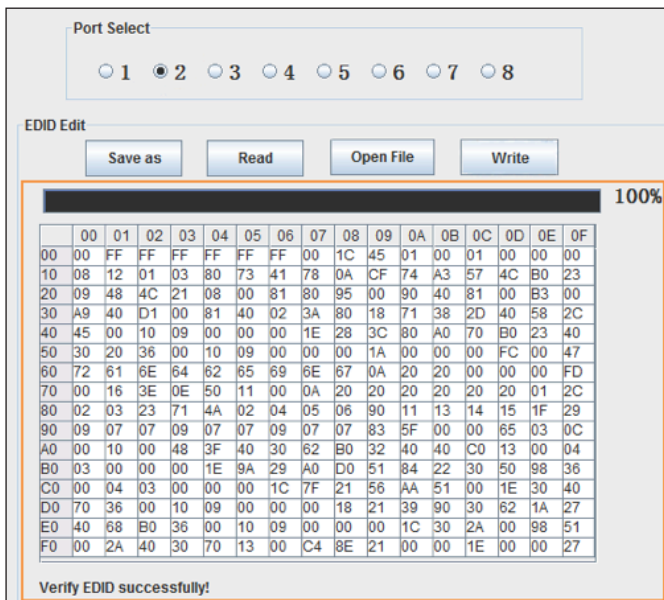 Port Select
1 2 3 4 5 6 7 8
EDID Edit
Save as Read Open File Write
100%
00 01 02 03 04 05 06 07 08 09 0A 0B 0C 0D 0E 0F
00 00 FF FF FF FF FF FF 00 1C 45 01 00 01 00 00 00
10 08 12 01 03 80 73 41 78 0A CF 74 A3 57 4C B0 23
20 09 48 4C 21 08 00 81 80 95 00 90 40 81 00 B3 00
30 A9 40 D1 00 81 40 02 3A 80 18 71 38 2D 40 58 2C
40 45 00 10 09 00 00 00 1E 28 3C 80 A0 70 B0 23 40
50 30 20 36 00 10 09 00 00 00 1A 00 00 00 FC 00 47
60 72 61 6E 64 62 65 69 6E 67 0A 20 20 00 00 00 FD
70 00 16 3E 0E 50 11 00 0A 20 20 20 20 20 20 01 2C
80 02 03 23 71 4A 02 04 05 06 90 11 13 14 15 1F 29
90 09 07 07 09 07 07 09 07 07 83 5F 00 00 65 03 0C
A0 00 10 00 48 3F 40 30 62 B0 32 40 40 C0 13 00 04
B0 03 00 00 00 1E 9A 29 A0 D0 51 84 22 30 50 98 36
C0 00 04 03 00 00 00 1C 7F 21 56 AA 51 00 1E 30 40
D0 70 36 00 10 09 00 00 00 18 21 39 90 30 62 1A 27
E0 40 68 B0 36 00 10 09 00 00 00 1C 30 2A 00 98 51
F0 00 2A 40 30 70 13 00 C4 8E 21 00 00 1E 00 00 27
Verify EDID successfully!